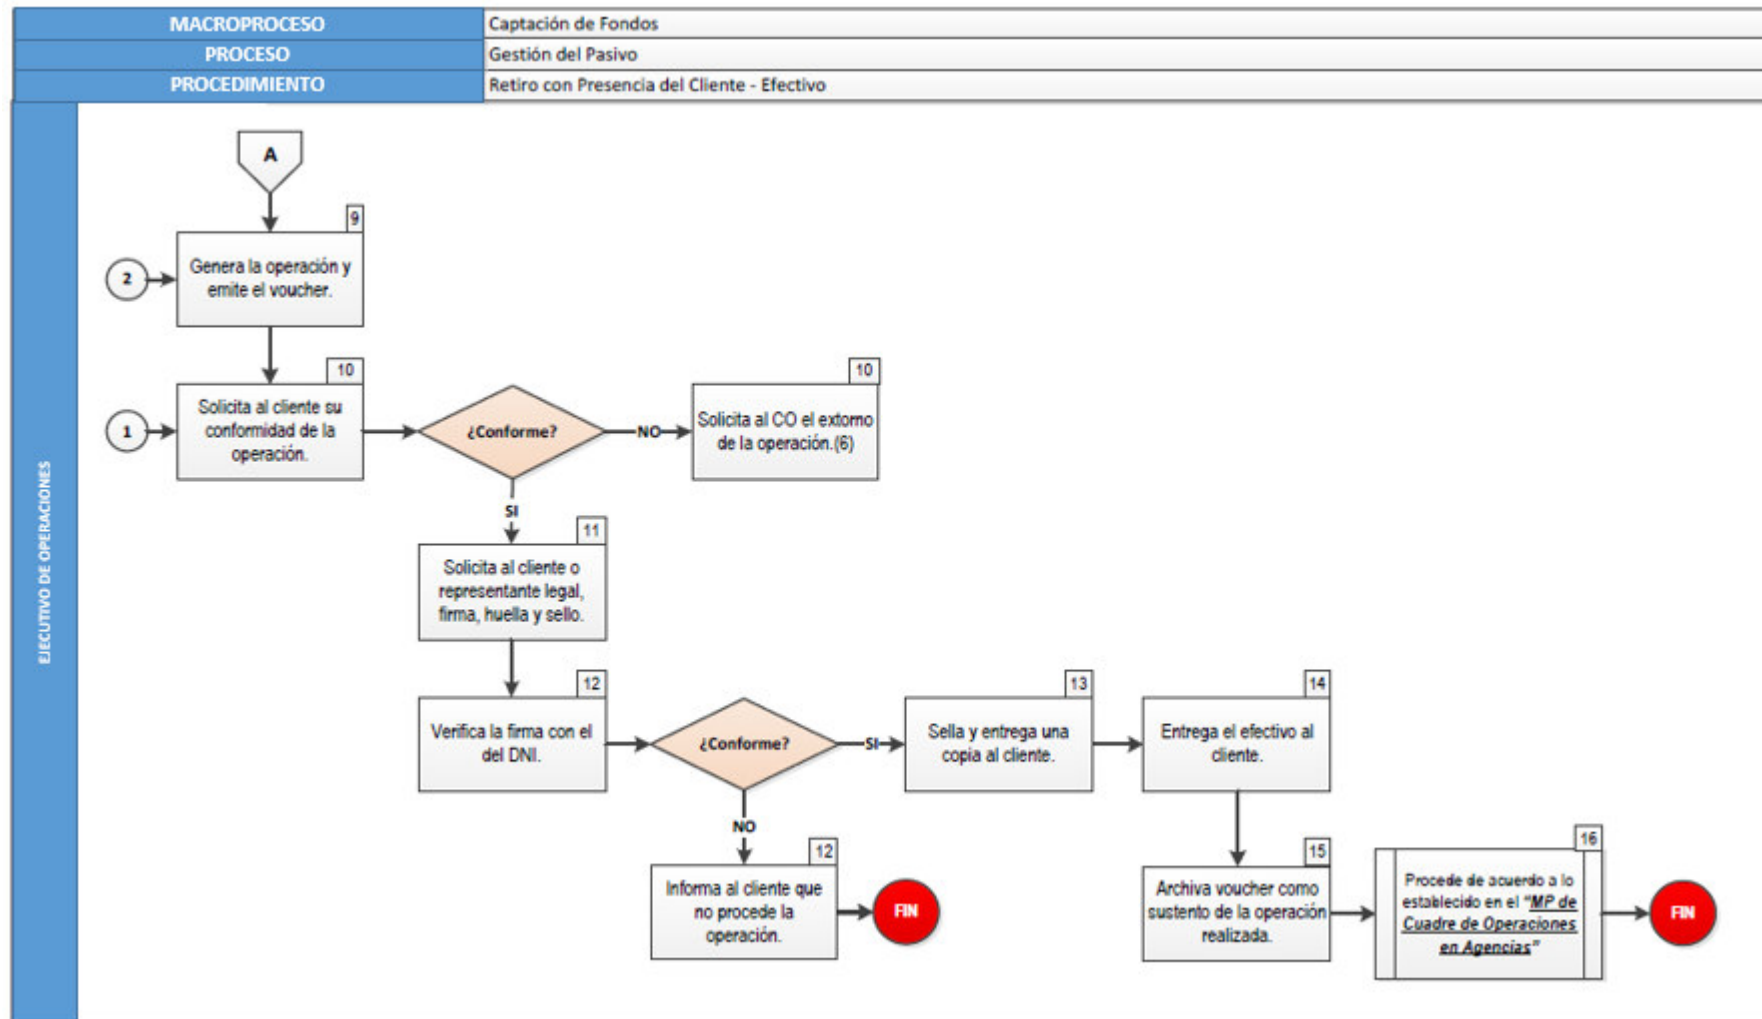 MACROPROCESO
Captación de Fondos
PROCESO
Gestión del Pasivo
PROCEDIMIENTO
Retiro con Presencia del Cliente - Efectivo
EJECUTIVO DE OPERACIONES
A
9
2
Genera la operación y
emite el voucher.
10
1
Solicita al cliente su
conformidad de la
operación.
¿Conforme?
NO
10
Solicita al CO el extorno
de la operación.(6)
SI
11
Solicita al cliente o
representante legal,
firma, huella y sello.
12
Verifica la firma con el
del DNI.
¿Conforme?
SI
13
Sella y entrega una
copia al cliente.
14
Entrega el efectivo al
cliente.
NO
12
Informa al cliente que
no procede la
operación.
FIN
15
Archiva voucher como
sustento de la operación
realizada.
16
Procede de acuerdo a lo
establecido en el "MP de
Cuadre de Operaciones
en Agencias"
FIN